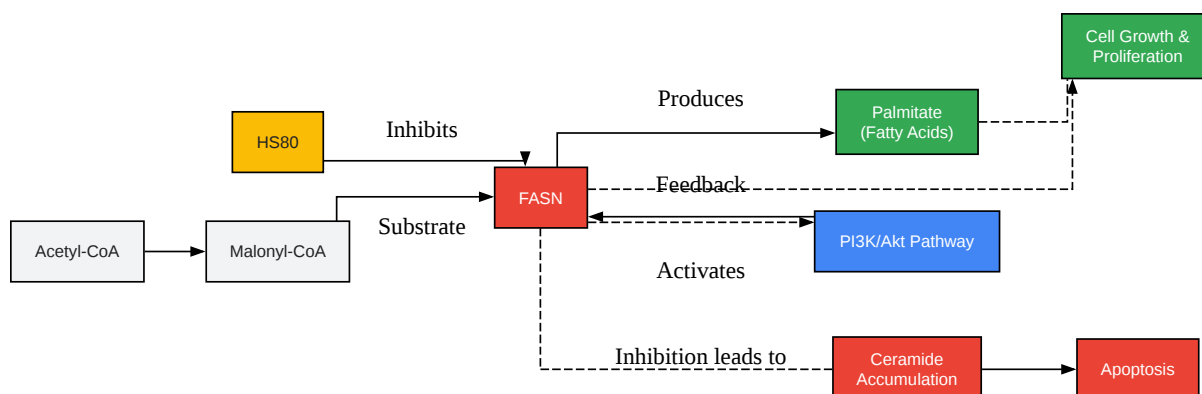 Cell Growth &
Proliferation
Produces
Palmitate
(Fatty Acids)
HS80
Inhibits
FASN
Feedback
Substrate
Acetyl-CoA
Malonyl-CoA
PI3K/Akt Pathway
Activates
Inhibition leads to
Ceramide
Accumulation
Apoptosis